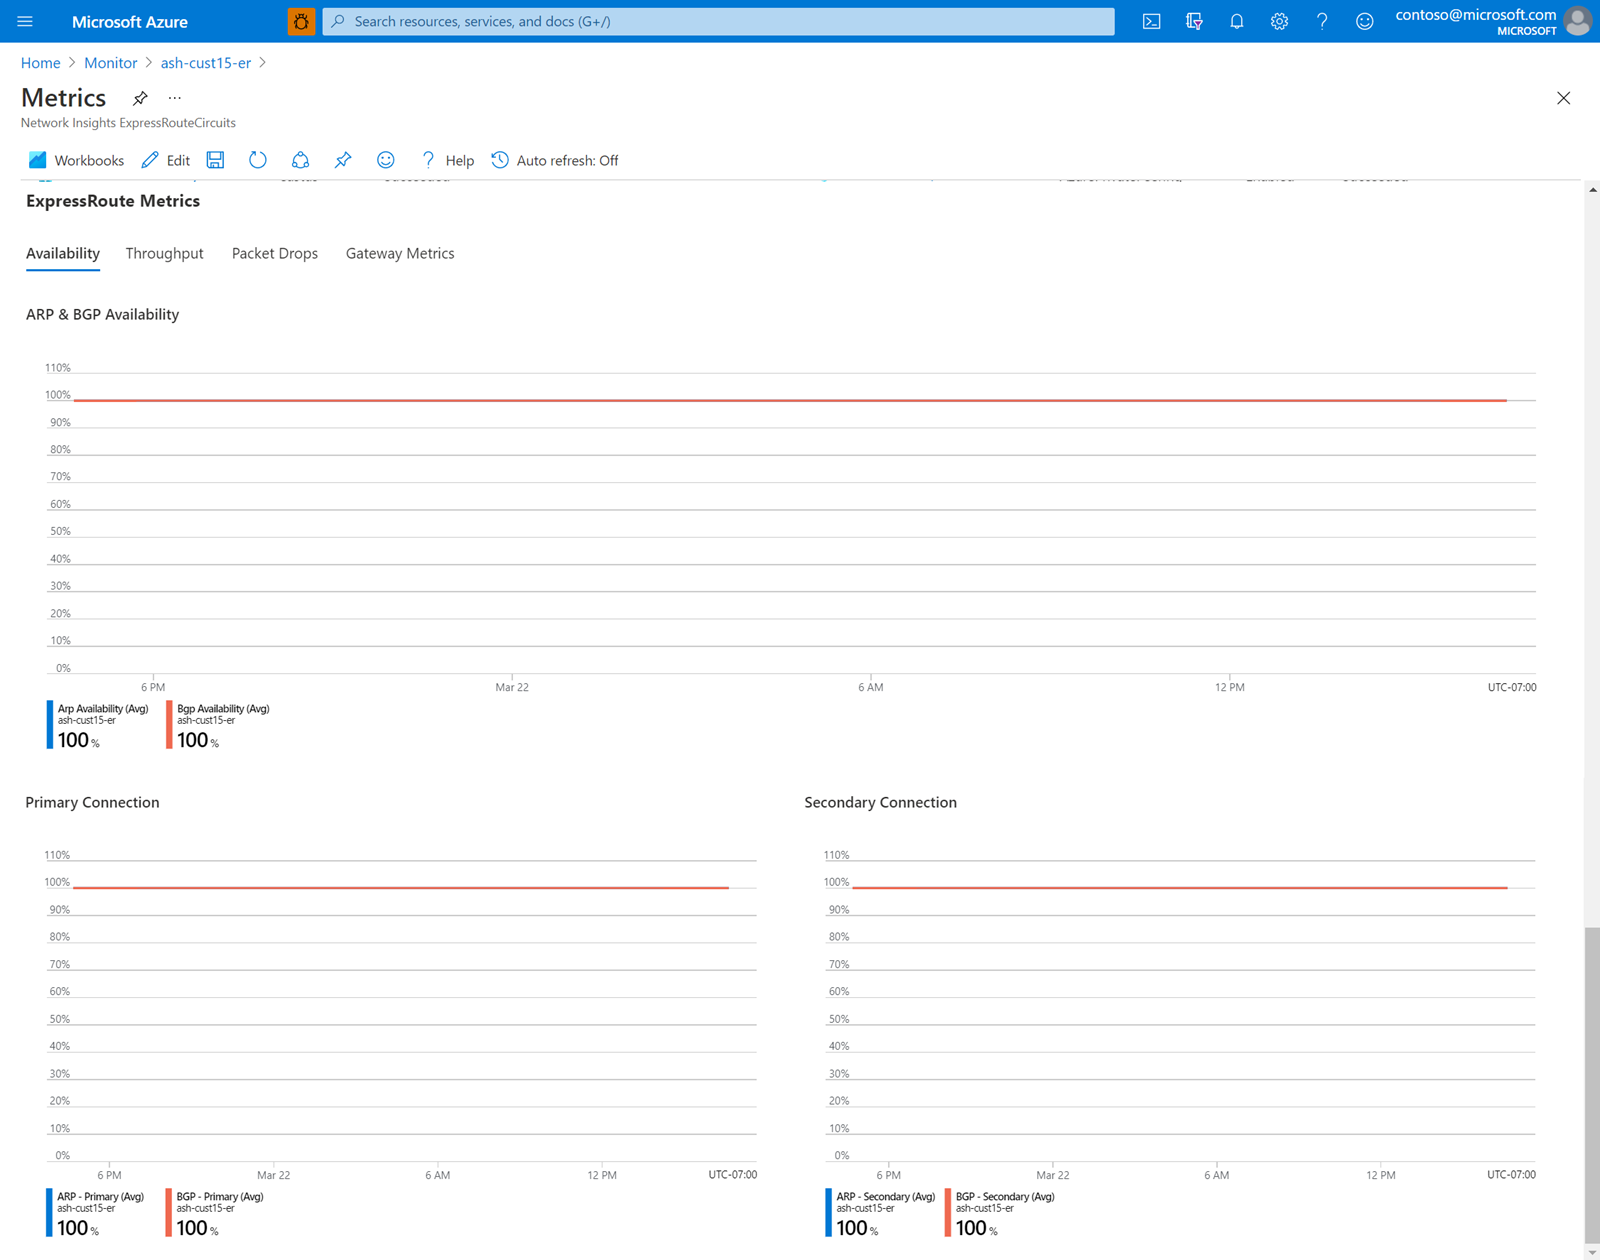 Microsoft Azure
Search resources, services, and docs (G+/)
contoso@microsoft.com
MICROSOFT
Home > Monitor > ash-cust15-er >
Metrics
...
Network Insights ExpressRouteCircuits
Workbooks Edit Help Auto refresh: Off
ExpressRoute Metrics
Availability Throughput Packet Drops Gateway Metrics
ARP & BGP Availability
110%
100%
90%
80%
70%
60%
50%
40%
30%
20%
10%
0%
6 PM Mar 22 6 AM 12 PM UTC-07:00
Arp Availability (Avg)
ash-cust15-er
100 %
Bgp Availability (Avg)
ash-cust15-er
100 %
Primary Connection
110%
100%
90%
80%
70%
60%
50%
40%
30%
20%
10%
0%
6 PM Mar 22 6 AM 12 PM UTC-07:00
ARP - Primary (Avg)
ash-cust15-er
100 %
BGP - Primary (Avg)
ash-cust15-er
100 %
Secondary Connection
110%
100%
90%
80%
70%
60%
50%
40%
30%
20%
10%
0%
6 PM Mar 22 6 AM 12 PM UTC-07:00
ARP - Secondary (Avg)
ash-cust15-er
100 %
BGP - Secondary (Avg)
ash-cust15-er
100 %